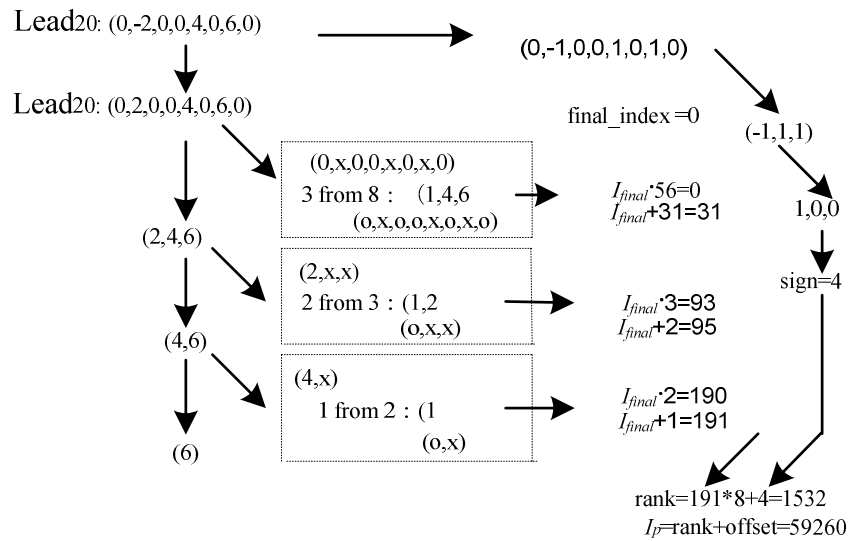 Lead20: (0,-2,0,0,4,0,6,0)
(0,-1,0,0,1,0,1,0)
Lead20: (0,2,0,0,4,0,6,0)
final_index=0
(-1,1,1)
(0,x,0,0,x,0,x,0)
3 from 8 : (1,4,6
(o,x,o,o,x,o,x,o)
Ifinal·56=0
Ifinal+31=31
1,0,0
(2,4,6)
(2,x,x)
2 from 3 : (1,2
(o,x,x)
Ifinal·3=93
Ifinal+2=95
sign=4
(4,6)
(4,x)
1 from 2 : (1
(o,x)
Ifinal·2=190
Ifinal+1=191
(6)
rank=191*8+4=1532
Ip=rank+offset=59260